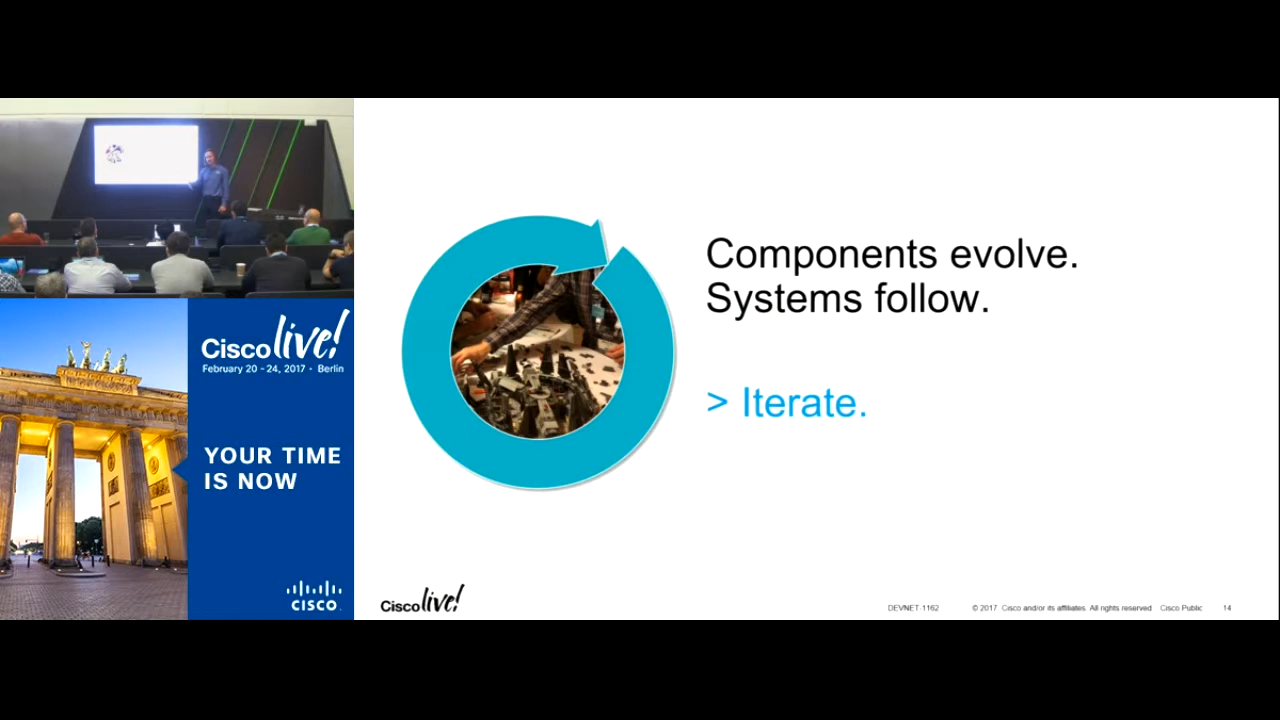 Cisco live!
February 20 - 24, 2017 • Berlin
YOUR TIME
IS NOW
CISCO
Components evolve.
Systems follow.
> Iterate.
Cisco live!
DEVNET-1162 © 2017 Cisco and/or its affiliates. All rights reserved Cisco Public 14